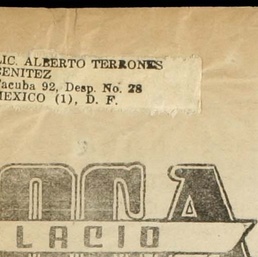 LIC. ALBERTO TERRONES
BENITEZ
Tacuba 92, Desp. No. 28
MEXICO (1), D. F.
LACIO